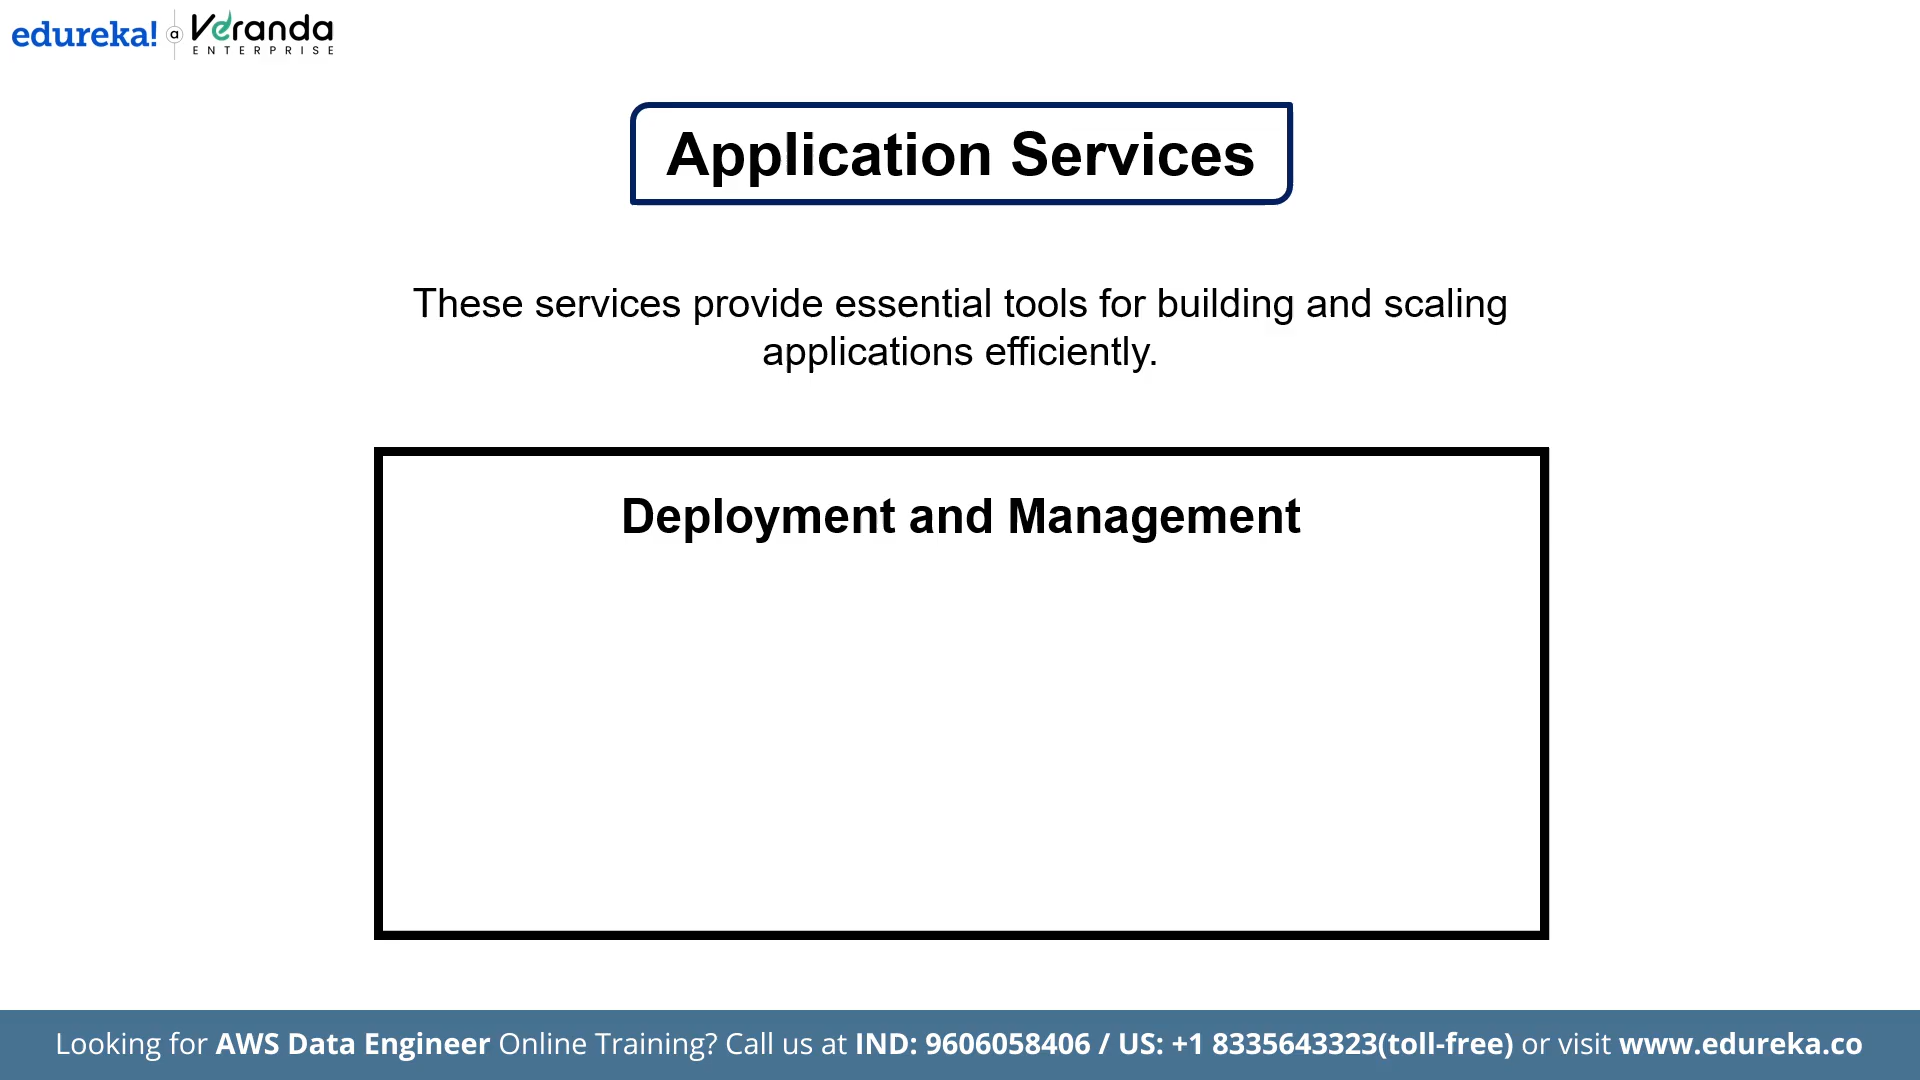 edureka! a Veranda
ENTERPRISE
Application Services
These services provide essential tools for building and scaling
applications efficiently.
Deployment and Management
Looking for AWS Data Engineer Online Training? Call us at IND: 9606058406 / US: +1 8335643323(toll-free) or visit www.edureka.co